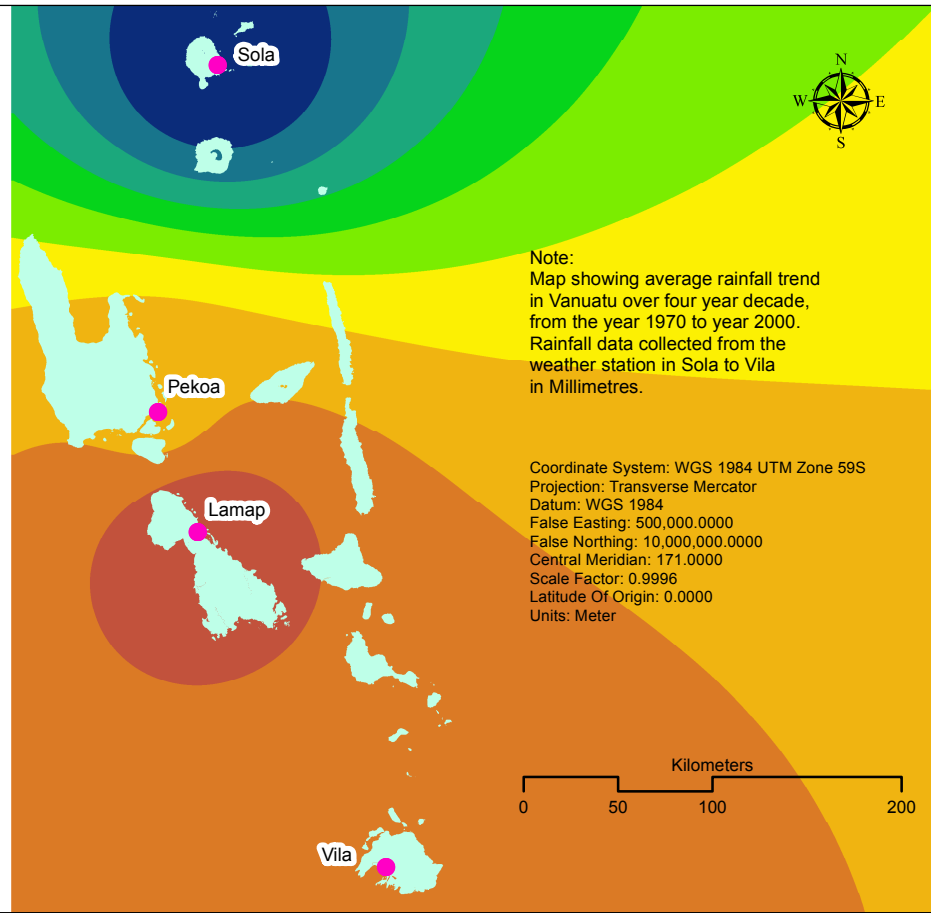 Sola
N
W E
S
Note:
Map showing average rainfall trend
in Vanuatu over four year decade,
from the year 1970 to year 2000.
Rainfall data collected from the
weather station in Sola to Vila
in Millimetres.
Pekoa
Coordinate System: WGS 1984 UTM Zone 59S
Projection: Transverse Mercator
Datum: WGS 1984
False Easting: 500,000.0000
False Northing: 10,000,000.0000
Central Meridian: 171.0000
Scale Factor: 0.9996
Latitude Of Origin: 0.0000
Units: Meter
Lamap
Kilometers
0 50 100 200
Vila